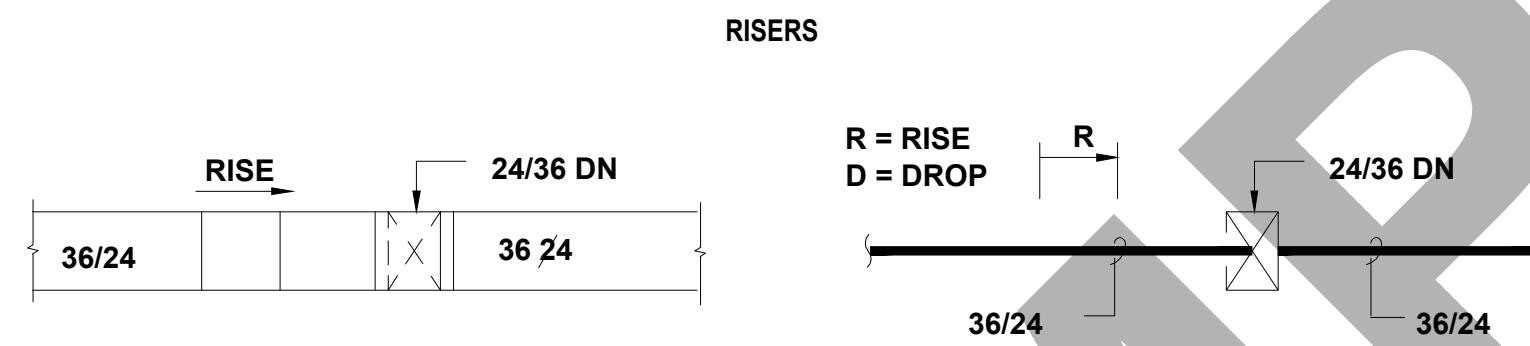 RISERS
RISE
24/36 DN
36/24
36 24
R = RISE
D = DROP
R
24/36 DN
36/24
36/24